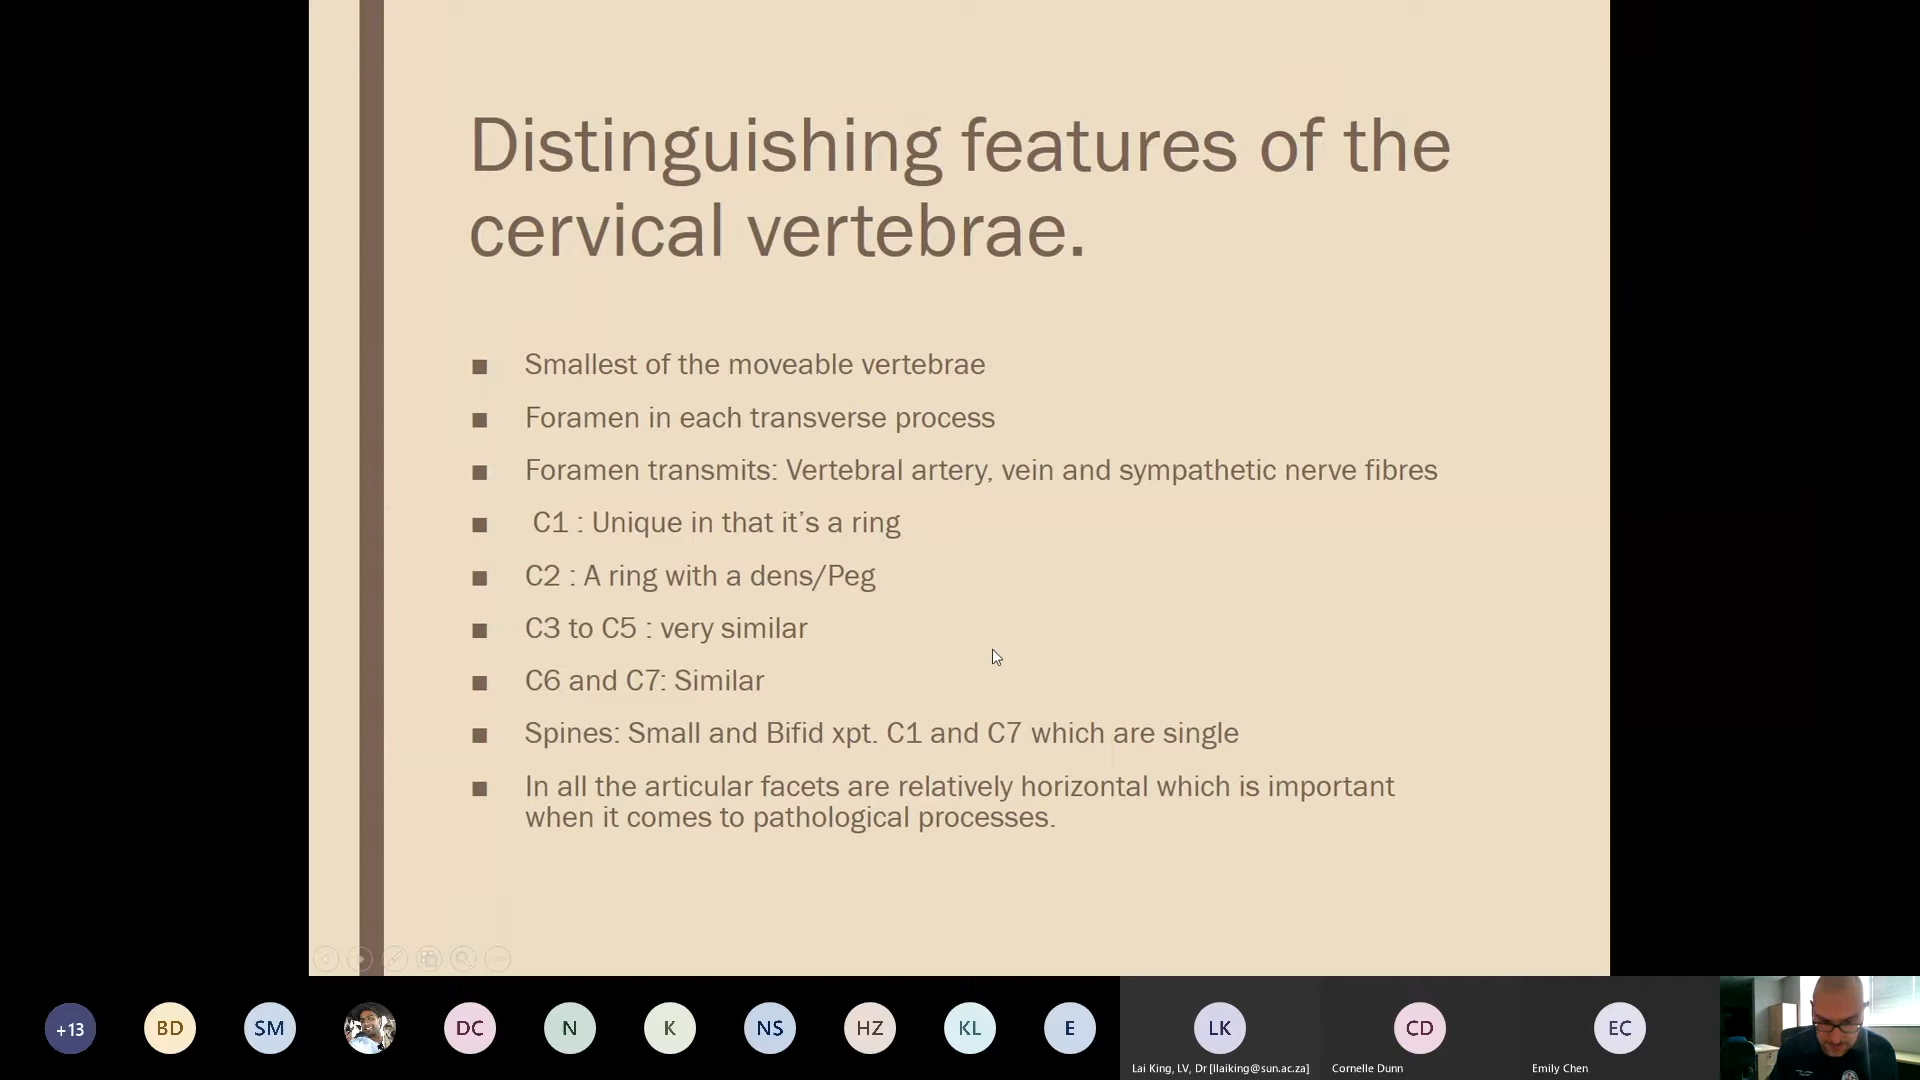 Distinguishing features of the
cervical vertebrae.
■ Smallest of the moveable vertebrae
■ Foramen in each transverse process
■ Foramen transmits: Vertebral artery, vein and sympathetic nerve fibres
■ C1 : Unique in that it’s a ring
■ C2 : A ring with a dens/Peg
■ C3 to C5 : very similar
■ C6 and C7: Similar
■ Spines: Small and Bifid xpt. C1 and C7 which are single
■ In all the articular facets are relatively horizontal which is important
when it comes to pathological processes.
+13 BD SM DC N K NS HZ KL E LK CD EC
Lai King, LV, Dr [llaiking@sun.ac.za] Cornelle Dunn Emily Chen